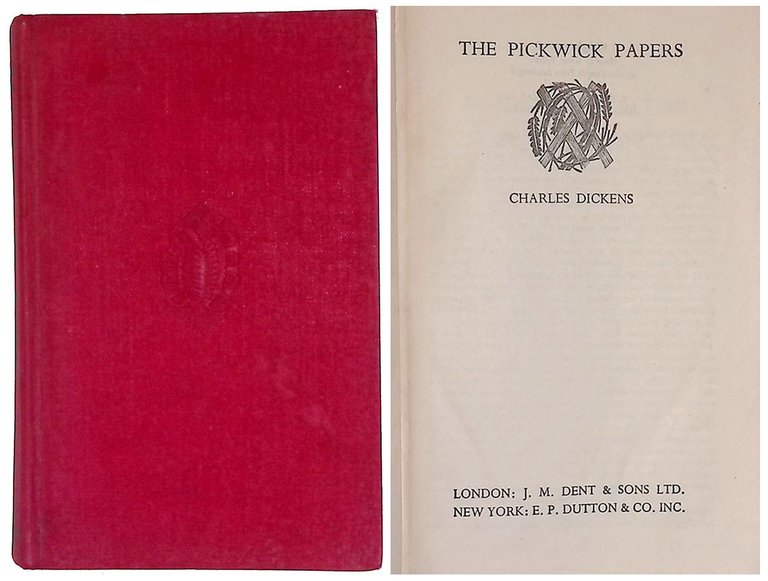 THE PICKWICK PAPERS
CHARLES DICKENS
LONDON: J. M. DENT & SONS LTD.
NEW YORK: E. P. DUTTON & CO. INC.